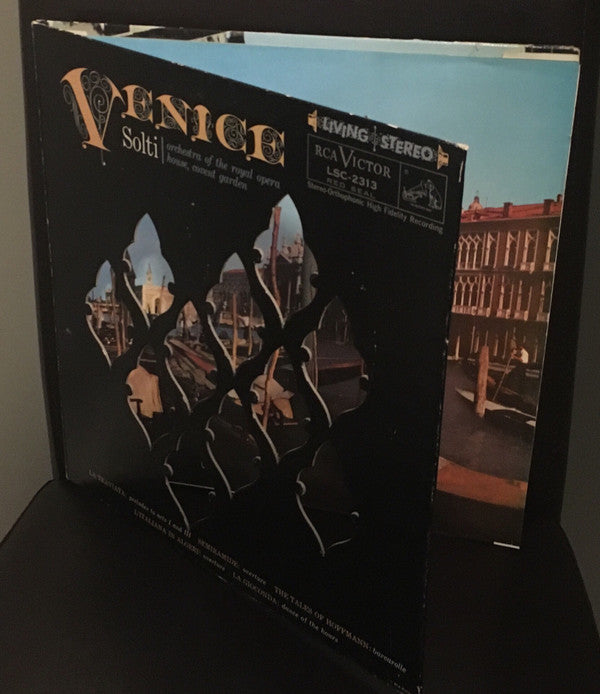 VENICE
Solti
orchestra of the royal opera
house, covent garden
LIVING STEREO
RCA VICTOR
LSC-2313
RED SEAL
Stereo-Orthophonic High Fidelity Recording
LA TRAVIATA: preludes to acts I and III SEMIRAMIDE: overture THE TALES OF HOFFMANN: barcarolle
L'ITALIANA IN ALGERI: overture LA GIOCONDA: dance of the hours